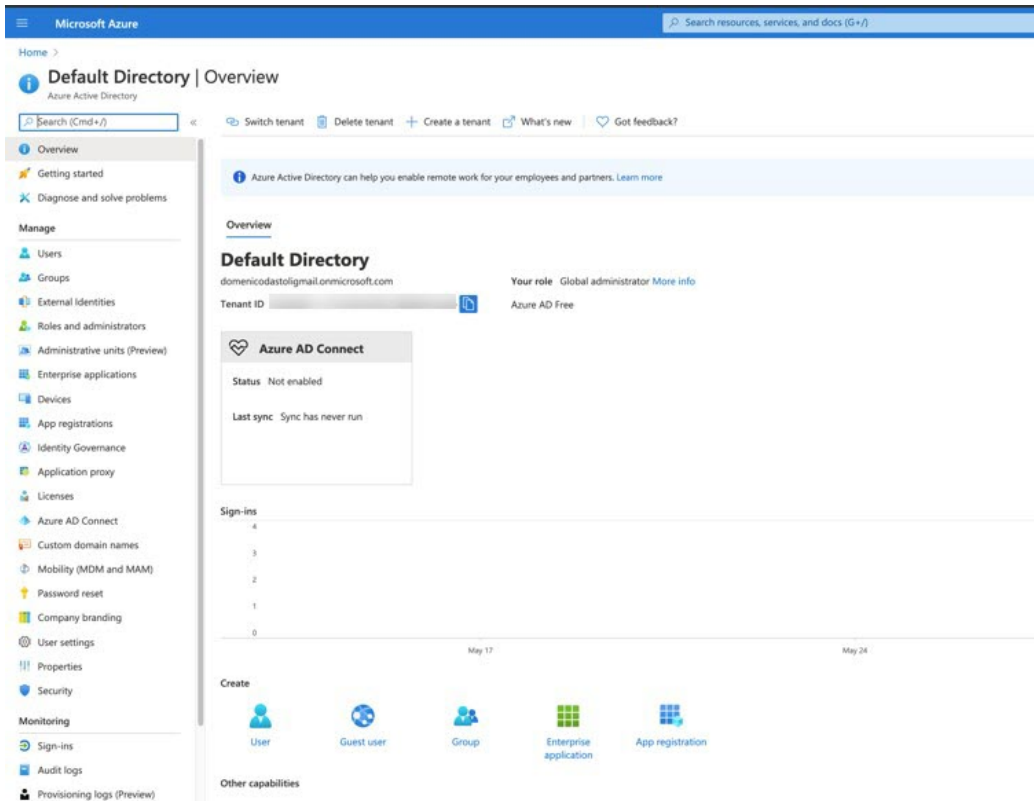 Microsoft Azure
Search resources, services, and docs (G+/)
Home >
Default Directory | Overview
Azure Active Directory
Search (Cmd+/)
«
Switch tenant
Delete tenant
Create a tenant
What's new
Got feedback?
Overview
Getting started
Diagnose and solve problems
Manage
Users
Groups
External Identities
Roles and administrators
Administrative units (Preview)
Enterprise applications
Devices
App registrations
Identity Governance
Application proxy
Licenses
Azure AD Connect
Custom domain names
Mobility (MDM and MAM)
Password reset
Company branding
User settings
Properties
Security
Monitoring
Sign-ins
Audit logs
Provisioning logs (Preview)
Azure Active Directory can help you enable remote work for your employees and partners. Learn more
Overview
Default Directory
domenicodastoligmail.onmicrosoft.com
Your role Global administrator More info
Tenant ID
Azure AD Free
Azure AD Connect
Status Not enabled
Last sync Sync has never run
Sign-ins
4
3
2
1
0
May 17
May 24
Create
User
Guest user
Group
Enterprise
application
App registration
Other capabilities